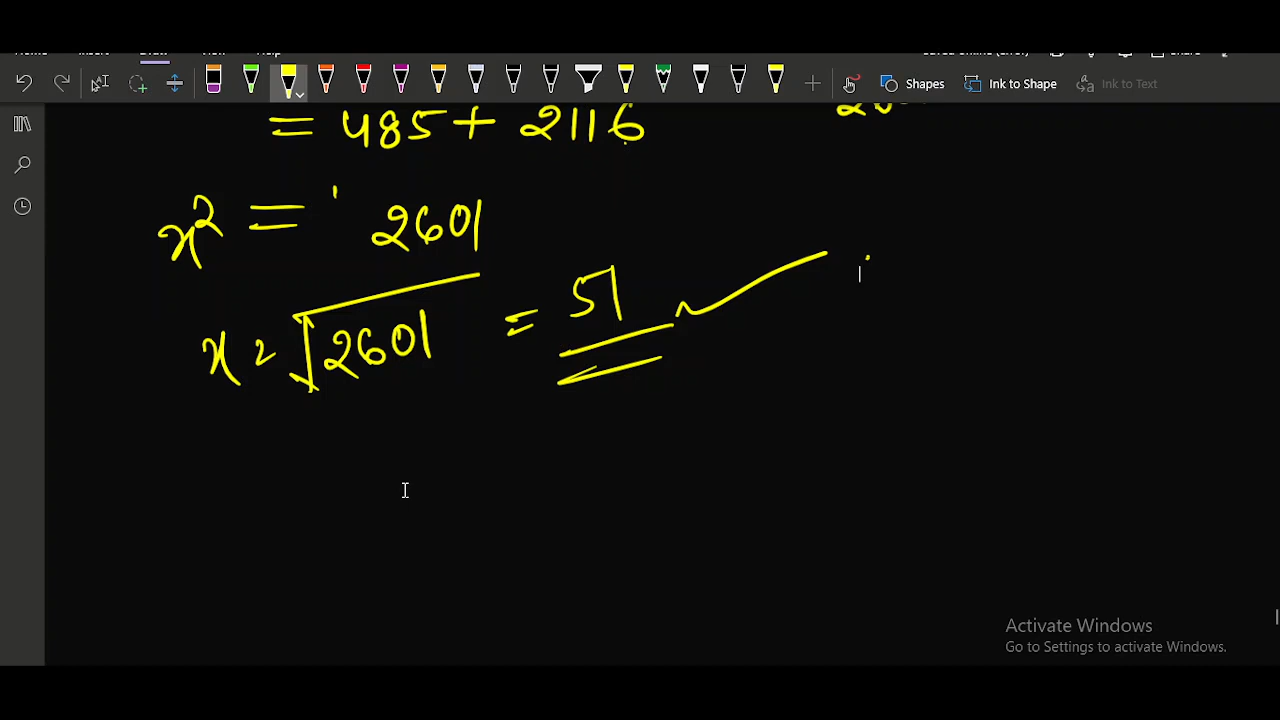 = 485 + 2116
x² = 2601
x = √2601 = 51
Shapes
Ink to Shape
Ink to Text
Activate Windows
Go to Settings to activate Windows.